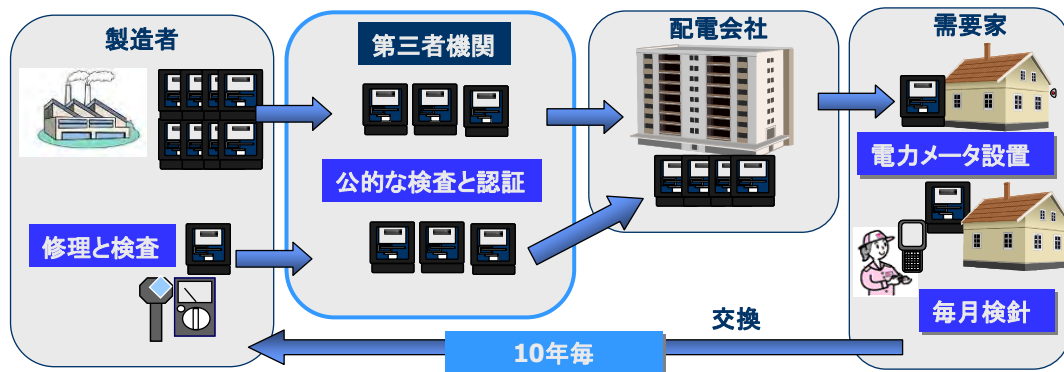 製造者
第三者機関
配電会社
需要家
公的な検査と認証
電力メータ設置
修理と検査
毎月検針
交換
10年毎